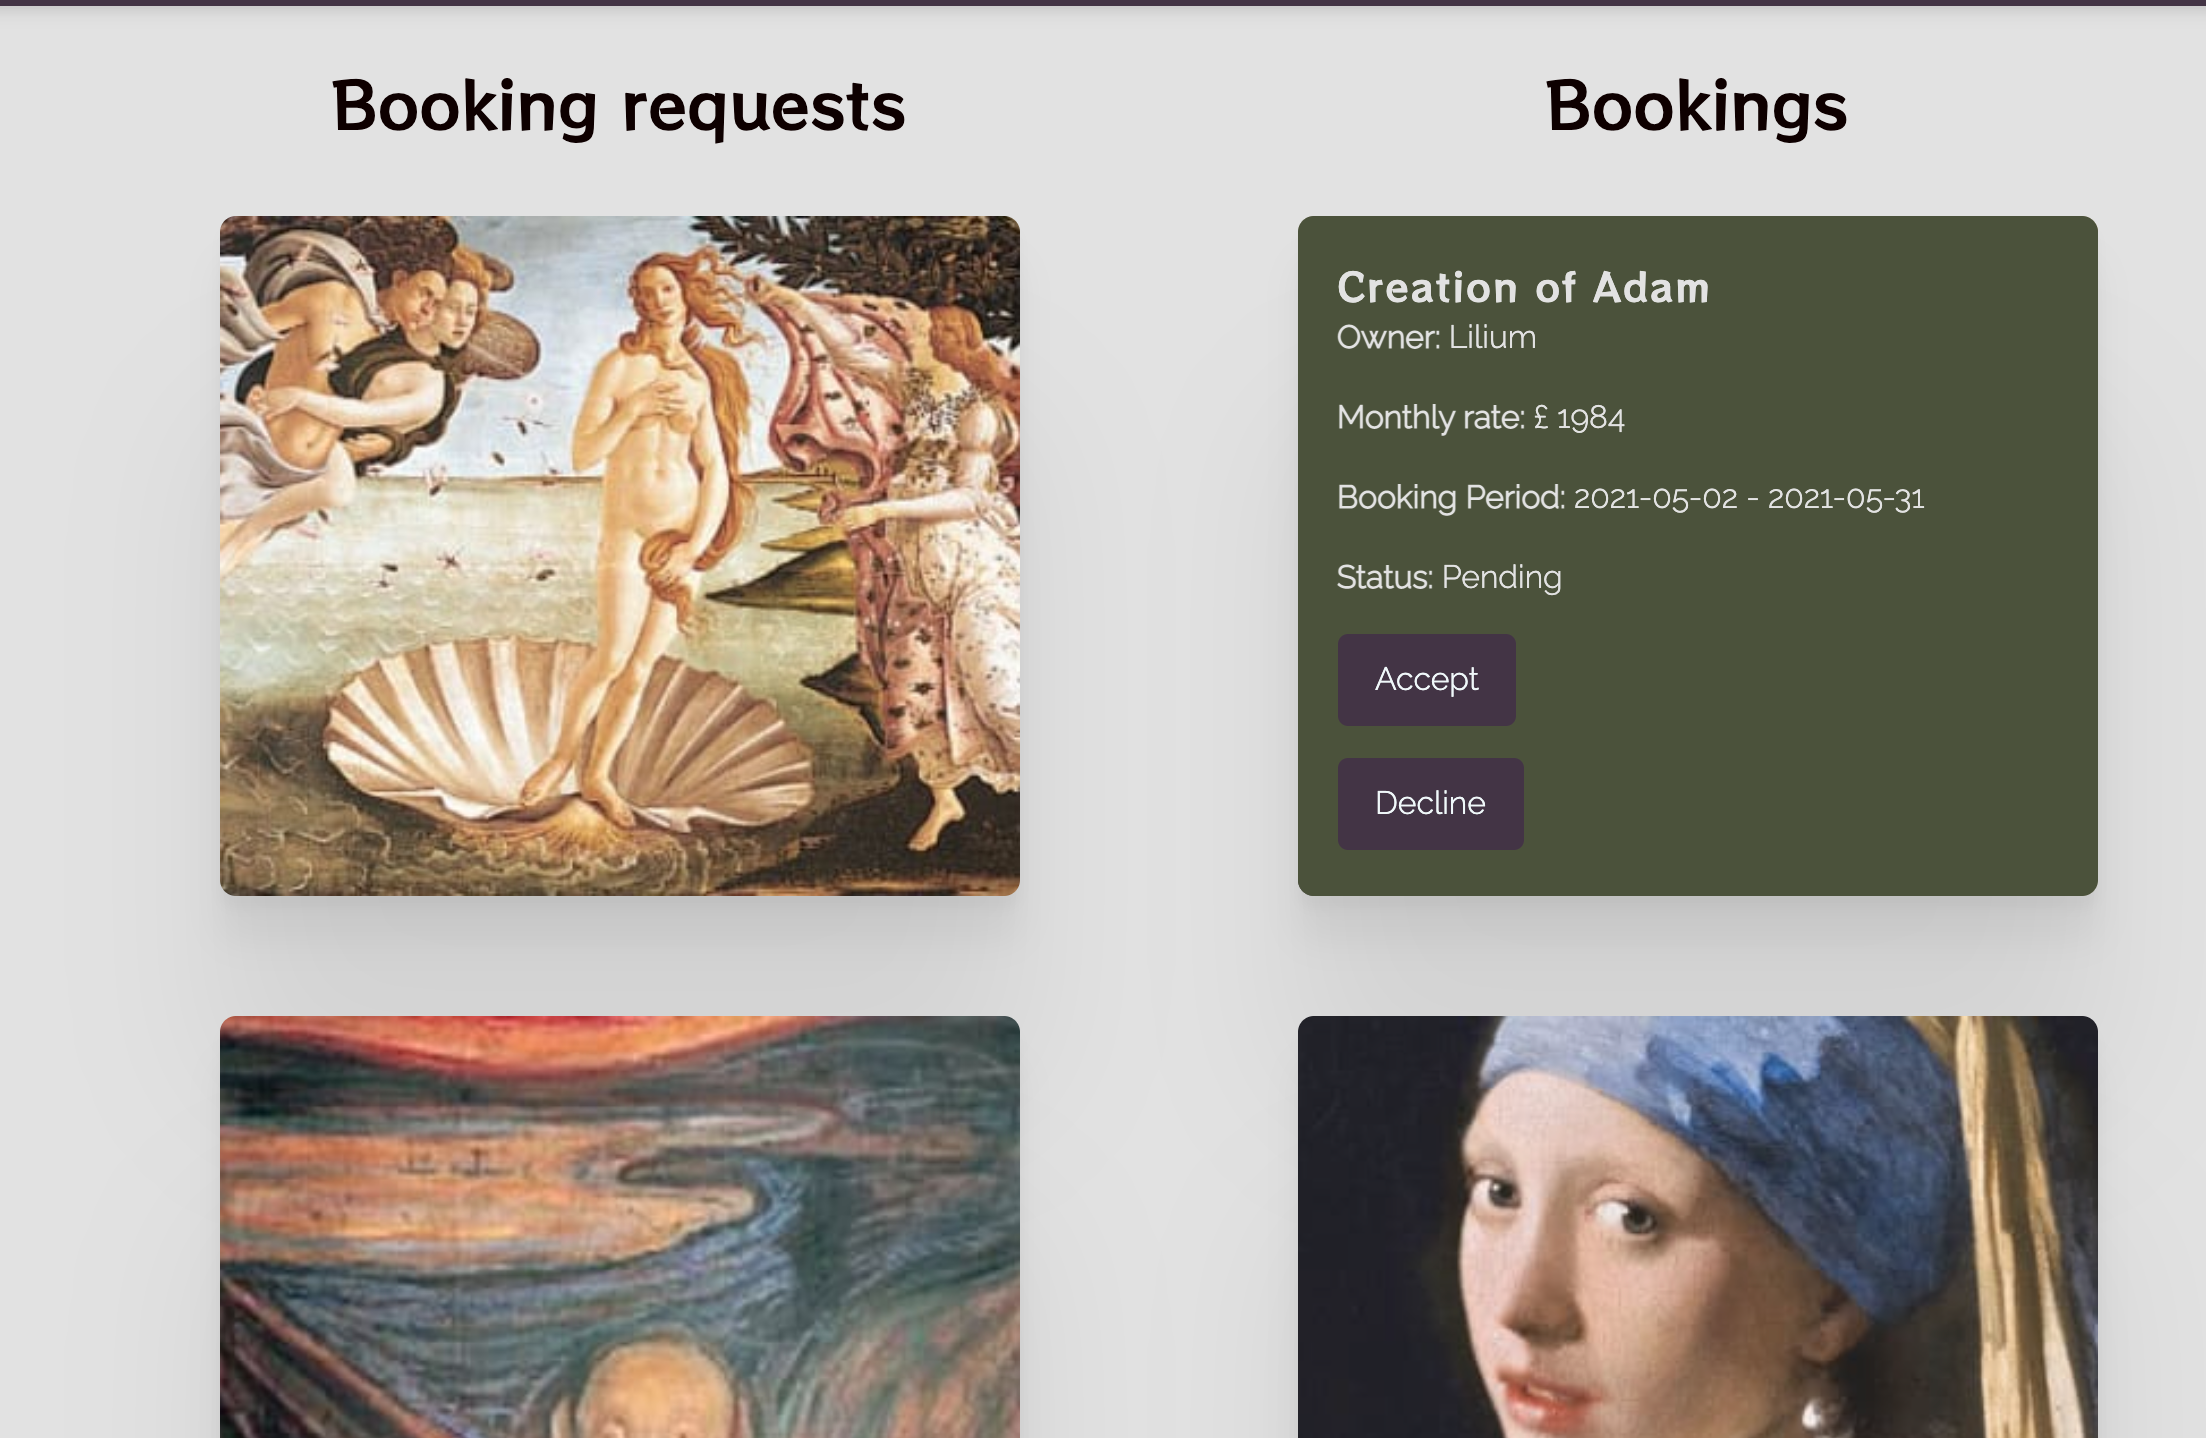 Booking requests
Bookings
Creation of Adam
Owner: Lilium
Monthly rate: £ 1984
Booking Period: 2021-05-02 - 2021-05-31
Status: Pending
Accept
Decline